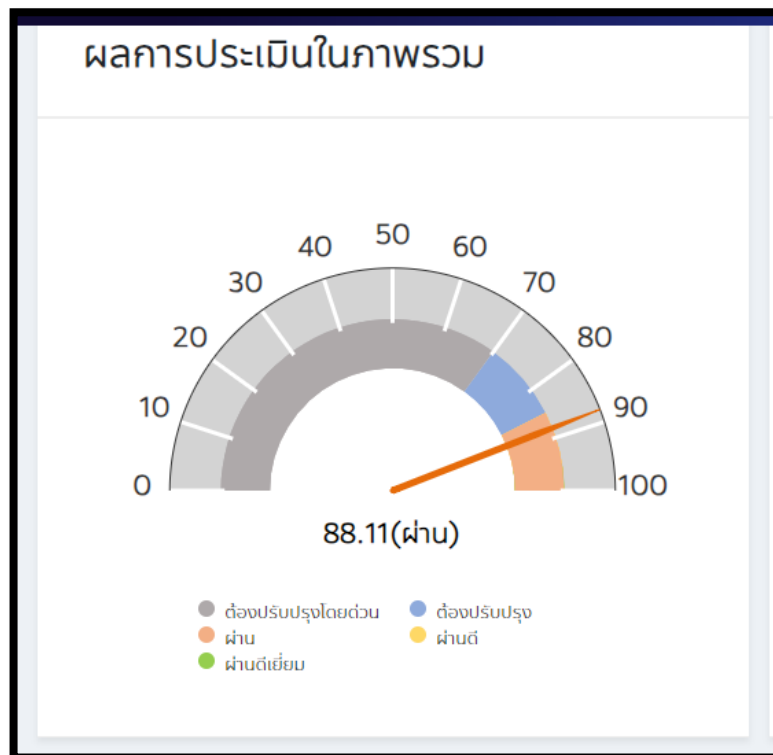 ผลการประเมินในภาพรวม
50
40
60
30
70
20
80
10
90
0
100
88.11(ผ่าน)
ต้องปรับปรุงโดยด่วน
ต้องปรับปรุง
ผ่าน
ผ่านดี
ผ่านดีเยี่ยม